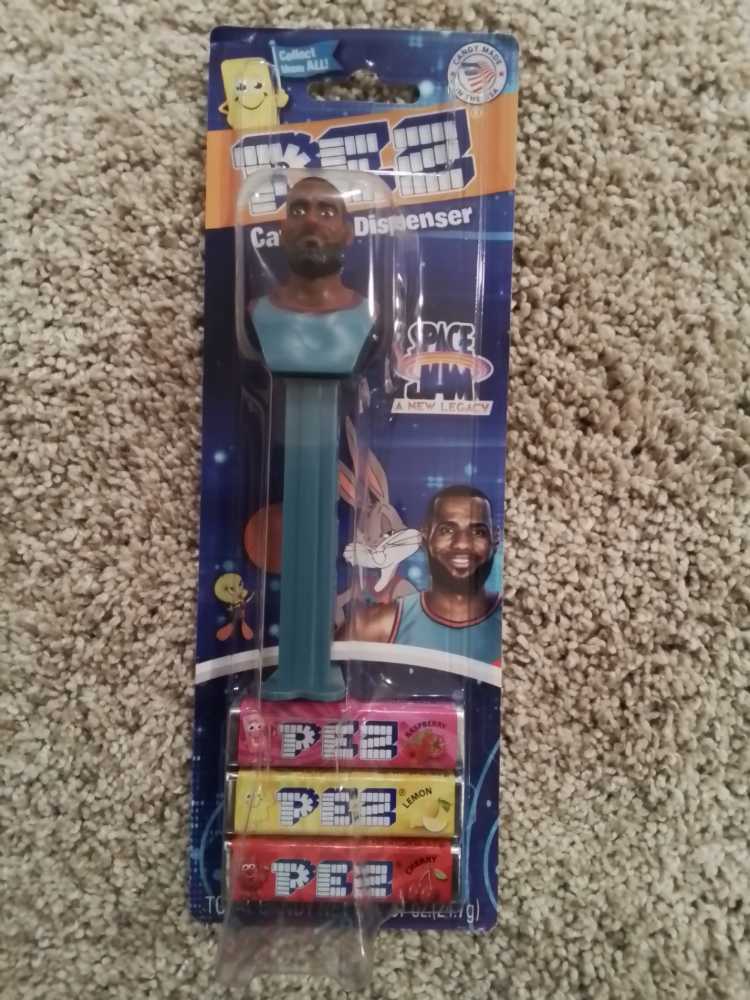 Collect
them ALL!
CANDY MADE
IN THE USA
PEZ
Ca Dispenser
SPACE
JAM
A NEW LEGACY
PEZ® RASPBERRY
PEZ® LEMON
PEZ® CHERRY